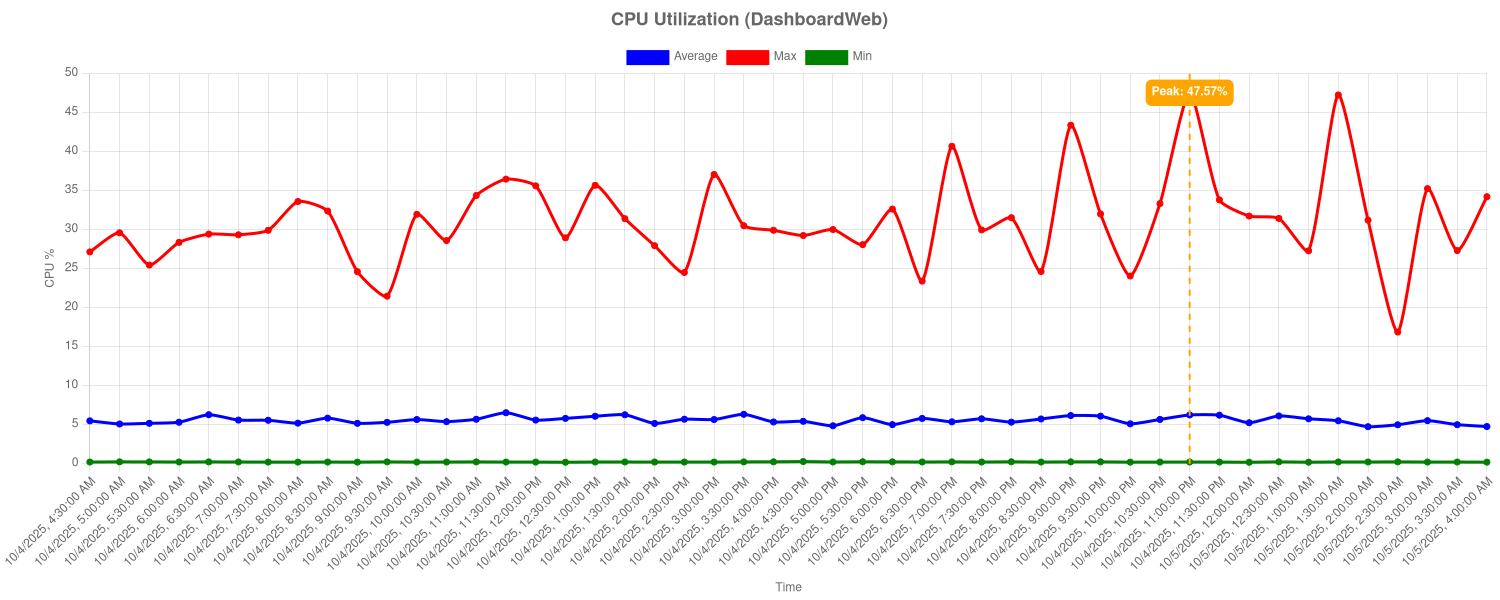 CPU Utilization (DashboardWeb)
Average Max Min
Peak: 47.57%
50
45
40
35
30
25
20
15
10
5
0
CPU %
10/4/2025, 4:30:00 AM
10/4/2025, 5:00:00 AM
10/4/2025, 5:30:00 AM
10/4/2025, 6:00:00 AM
10/4/2025, 6:30:00 AM
10/4/2025, 7:00:00 AM
10/4/2025, 7:30:00 AM
10/4/2025, 8:00:00 AM
10/4/2025, 8:30:00 AM
10/4/2025, 9:00:00 AM
10/4/2025, 9:30:00 AM
10/4/2025, 10:00:00 AM
10/4/2025, 10:30:00 AM
10/4/2025, 11:00:00 AM
10/4/2025, 11:30:00 AM
10/4/2025, 12:00:00 PM
10/4/2025, 12:30:00 PM
10/4/2025, 1:00:00 PM
10/4/2025, 1:30:00 PM
10/4/2025, 2:00:00 PM
10/4/2025, 2:30:00 PM
10/4/2025, 3:00:00 PM
10/4/2025, 3:30:00 PM
10/4/2025, 4:00:00 PM
10/4/2025, 4:30:00 PM
10/4/2025, 5:00:00 PM
10/4/2025, 5:30:00 PM
10/4/2025, 6:00:00 PM
10/4/2025, 6:30:00 PM
10/4/2025, 7:00:00 PM
10/4/2025, 7:30:00 PM
10/4/2025, 8:00:00 PM
10/4/2025, 8:30:00 PM
10/4/2025, 9:00:00 PM
10/4/2025, 9:30:00 PM
10/4/2025, 10:00:00 PM
10/4/2025, 10:30:00 PM
10/4/2025, 11:00:00 PM
10/4/2025, 11:30:00 PM
10/5/2025, 12:00:00 AM
10/5/2025, 12:30:00 AM
10/5/2025, 1:00:00 AM
10/5/2025, 1:30:00 AM
10/5/2025, 2:00:00 AM
10/5/2025, 2:30:00 AM
10/5/2025, 3:00:00 AM
10/5/2025, 3:30:00 AM
10/5/2025, 4:00:00 AM
Time